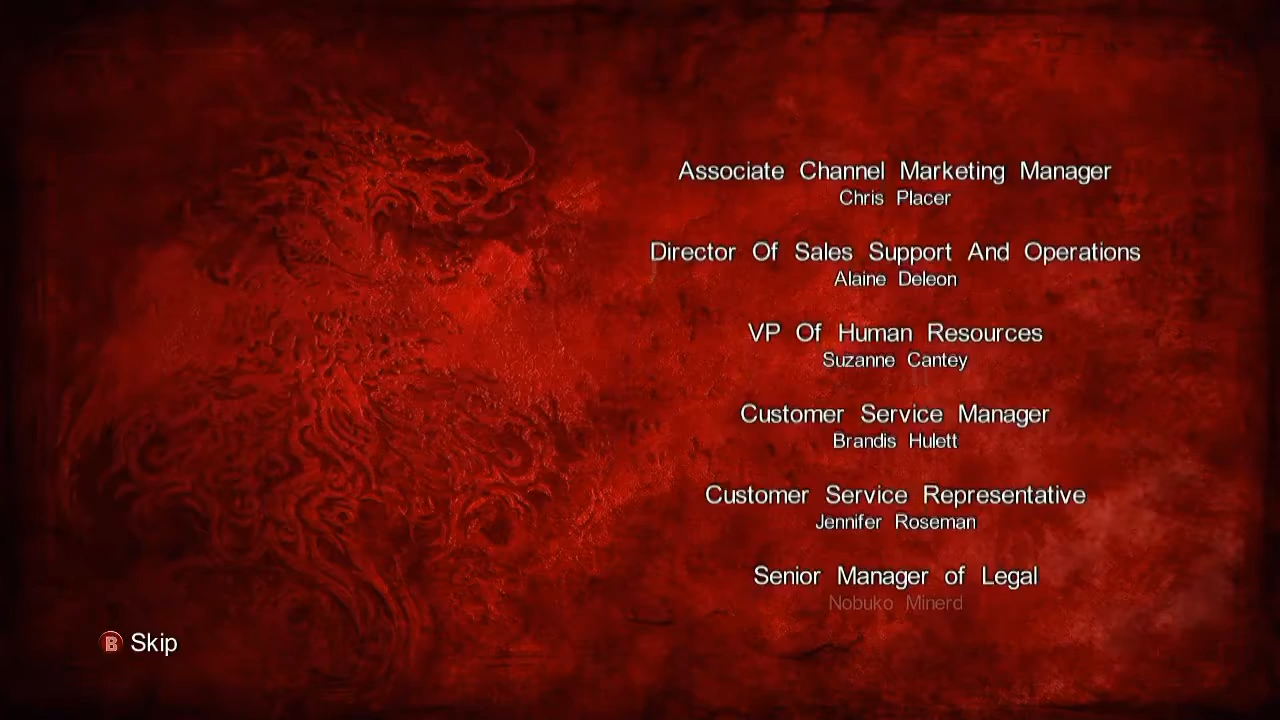 Associate Channel Marketing Manager
Chris Placer
Director Of Sales Support And Operations
Alaine Deleon
VP Of Human Resources
Suzanne Cantey
Customer Service Manager
Brandis Hulett
Customer Service Representative
Jennifer Roseman
Senior Manager of Legal
Nobuko Minerd
B Skip